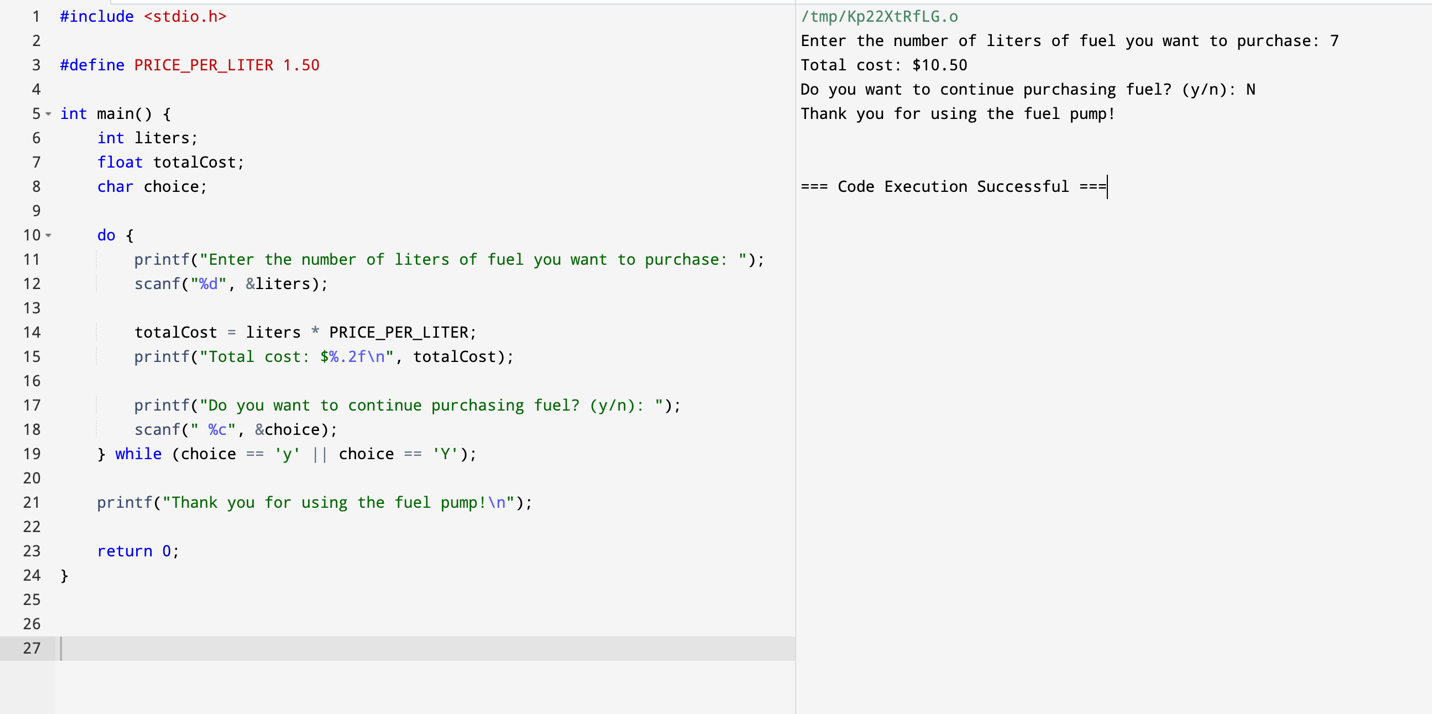 1 #include <stdio.h>
2
3 #define PRICE_PER_LITER 1.50
4
5 int main() {
6     int liters;
7     float totalCost;
8     char choice;
9
10     do {
11         printf("Enter the number of liters of fuel you want to purchase: ");
12         scanf("%d", &liters);
13
14         totalCost = liters * PRICE_PER_LITER;
15         printf("Total cost: $%.2f\n", totalCost);
16
17         printf("Do you want to continue purchasing fuel? (y/n): ");
18         scanf(" %c", &choice);
19     } while (choice == 'y' || choice == 'Y');
20
21     printf("Thank you for using the fuel pump!\n");
22
23     return 0;
24 }
25
26
27
/tmp/Kp22XtRfLG.o
Enter the number of liters of fuel you want to purchase: 7
Total cost: $10.50
Do you want to continue purchasing fuel? (y/n): N
Thank you for using the fuel pump!
=== Code Execution Successful ===